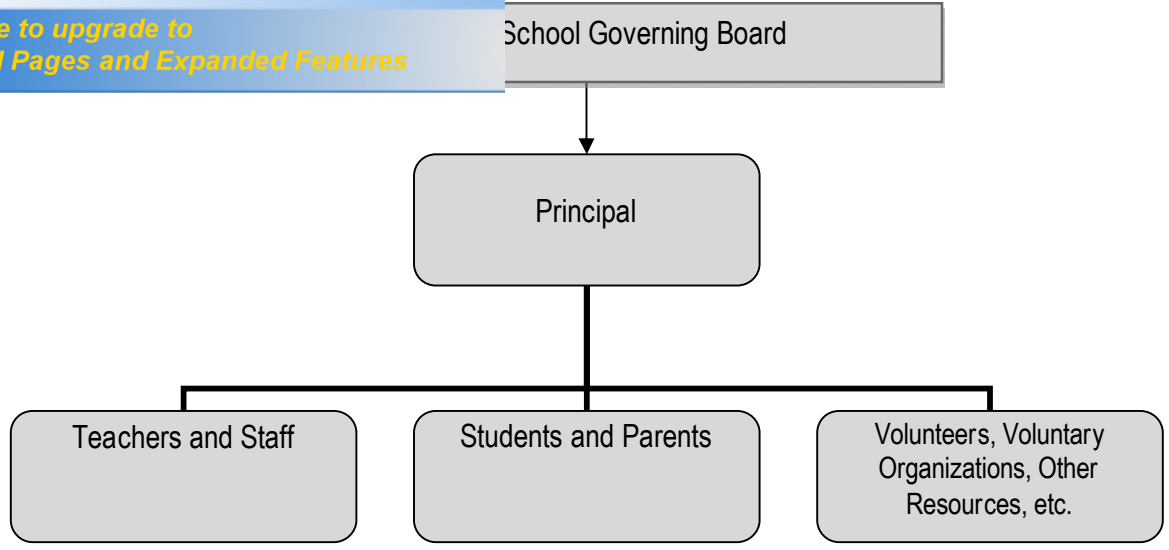 to upgrade to
Pages and Expanded Features
School Governing Board
Principal
Teachers and Staff
Students and Parents
Volunteers, Voluntary
Organizations, Other
Resources, etc.